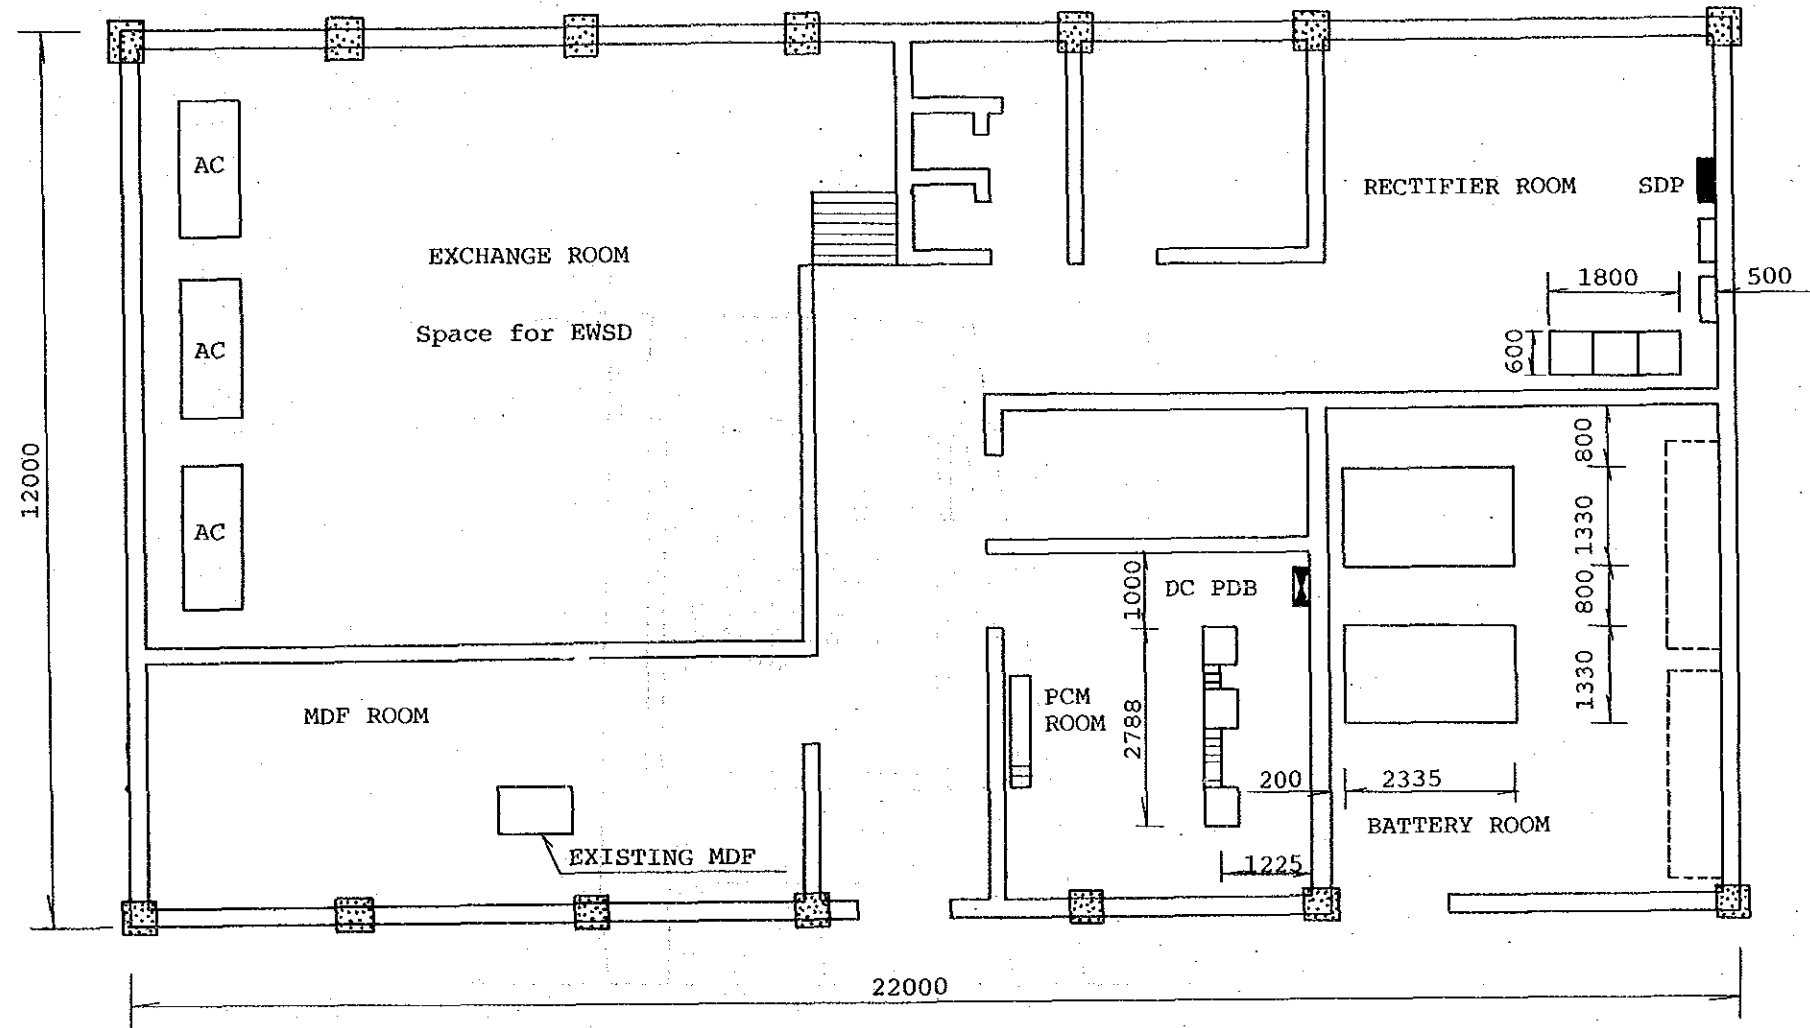 AC
RECTIFIER ROOM
SDP
EXCHANGE ROOM
1800
500
Space for EWSD
AC
600
12000
800
1330
AC
1000
DC PDB
800
PCM
ROOM
1330
MDF ROOM
2788
200
2335
BATTERY ROOM
EXISTING MDF
1225
22000